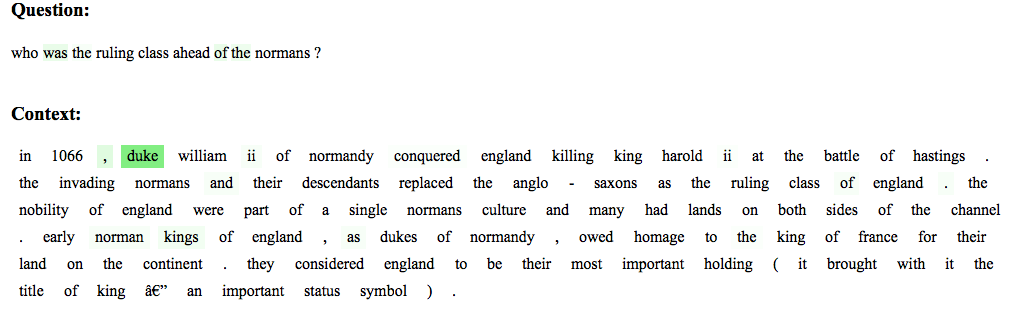 Question:
who was the ruling class ahead of the normans ?
Context:
in 1066 , duke william ii of normandy conquered england killing king harold ii at the battle of hastings .
the invading normans and their descendants replaced the anglo - saxons as the ruling class of england . the
nobility of england were part of a single normans culture and many had lands on both sides of the channel
. early norman kings of england , as dukes of normandy , owed homage to the king of france for their
land on the continent . they considered england to be their most important holding ( it brought with it the
title of king â€” an important status symbol ) .